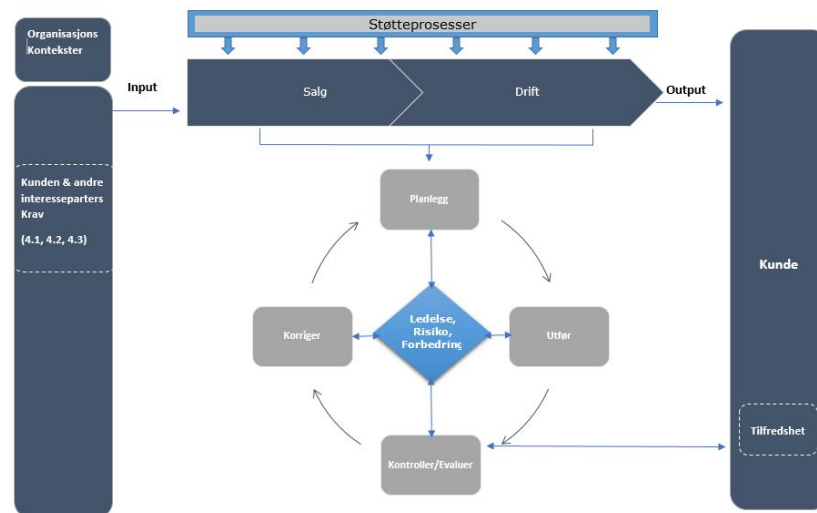 Organisasjons
Kontekster
Støtteprosesser
Input
Salg
Drift
Output
Kunden & andre
interesseparters
Krav
(4.1, 4.2, 4.3)
Planlegg
Ledelse,
Risiko,
Forbedring
Korriger
Utfør
Kontroller/Evaluer
Kunde
Tilfredshet